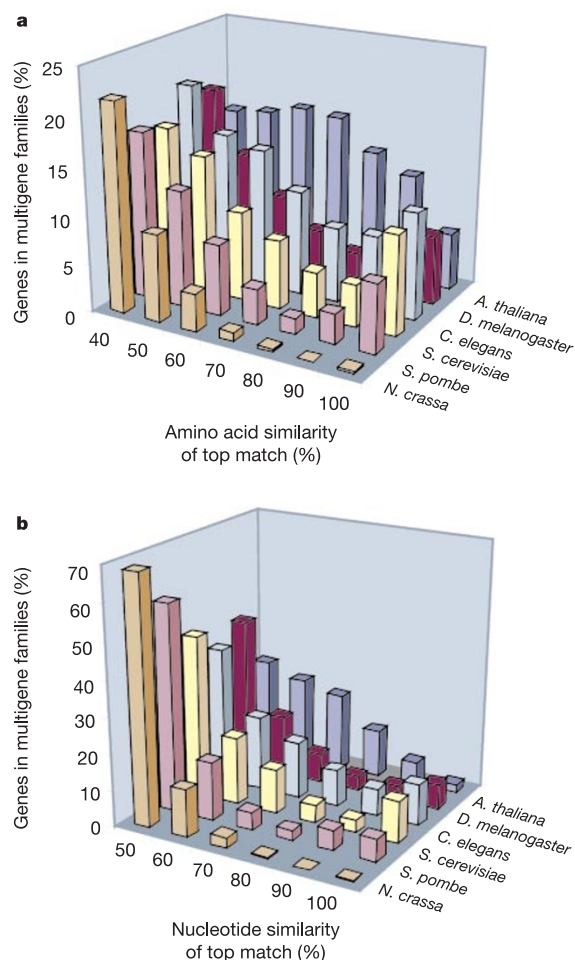 a
Genes in multigene families (%)
25
20
15
10
5
0
40
50
60
70
80
90
100
A. thaliana
D. melanogaster
C. elegans
S. cerevisiae
S. pombe
N. crassa
Amino acid similarity
of top match (%)
b
Genes in multigene families (%)
70
60
50
40
30
20
10
0
50
60
70
80
90
100
A. thaliana
D. melanogaster
C. elegans
S. cerevisiae
S. pombe
N. crassa
Nucleotide similarity
of top match (%)